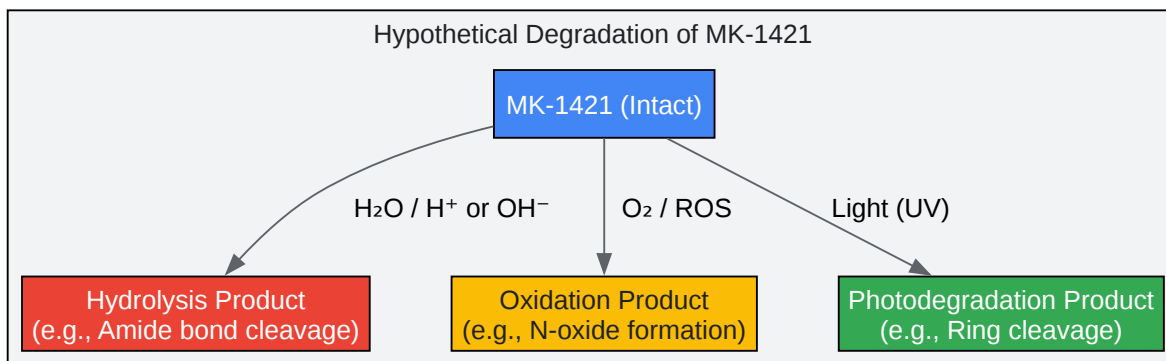 Hypothetical Degradation of MK-1421
MK-1421 (Intact)
H₂O / H⁺ or OH⁻
O₂ / ROS
Light (UV)
Hydrolysis Product
(e.g., Amide bond cleavage)
Oxidation Product
(e.g., N-oxide formation)
Photodegradation Product
(e.g., Ring cleavage)